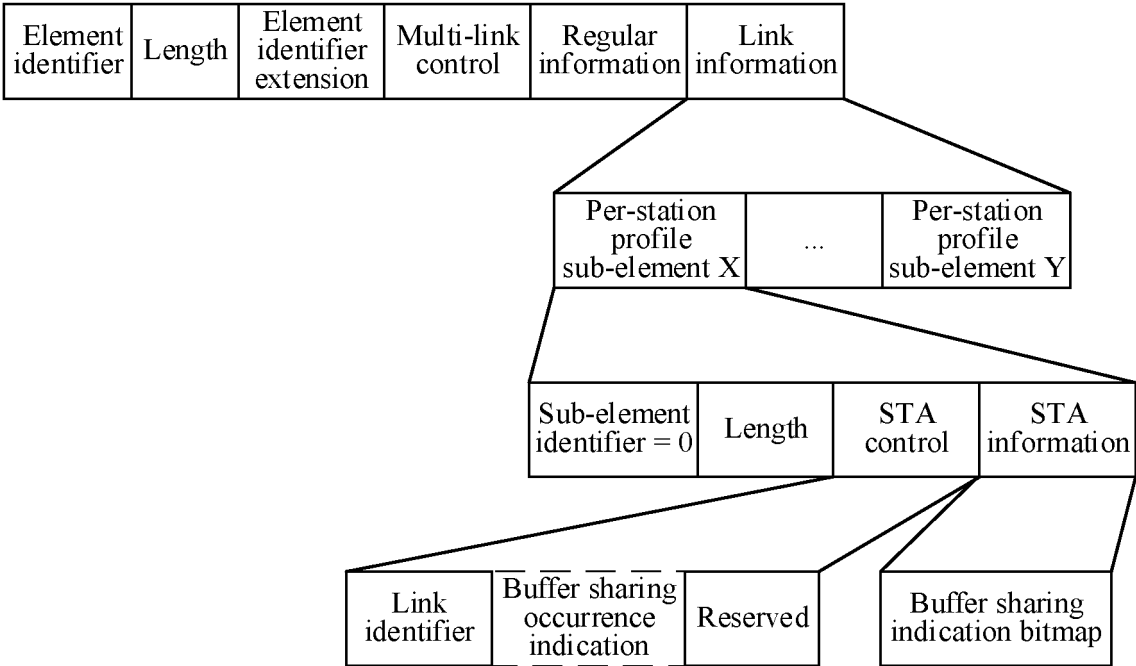 Element
identifier
Length
Element
identifier
extension
Multi-link
control
Regular
information
Link
information
Per-station
profile
sub-element X
...
Per-station
profile
sub-element Y
Sub-element
identifier = 0
Length
STA
control
STA
information
Link
identifier
Buffer sharing
occurrence
indication
Reserved
Buffer sharing
indication bitmap